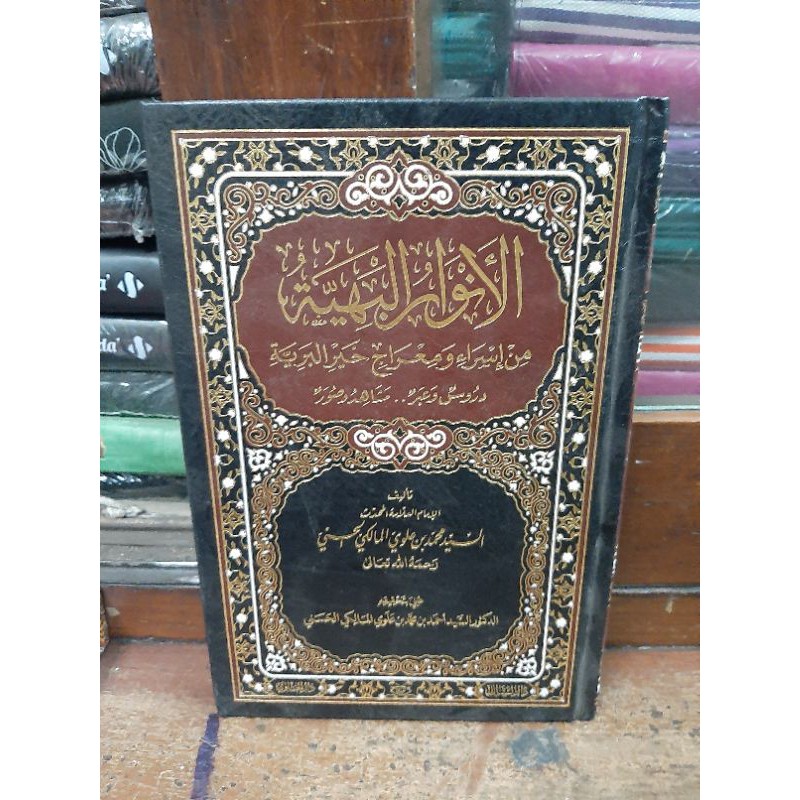 الأنوار البهية
من إسراء ومعراج خير البرية
دروس وعبر .. مشاهد وصور
تأليف
الإمام العلامة المحدث
السيد محمد بن علوي المالكي الحسني
رحمه الله تعالى
الدكتور السيد أحمد بن محمد بن علوي المالكي الحسني